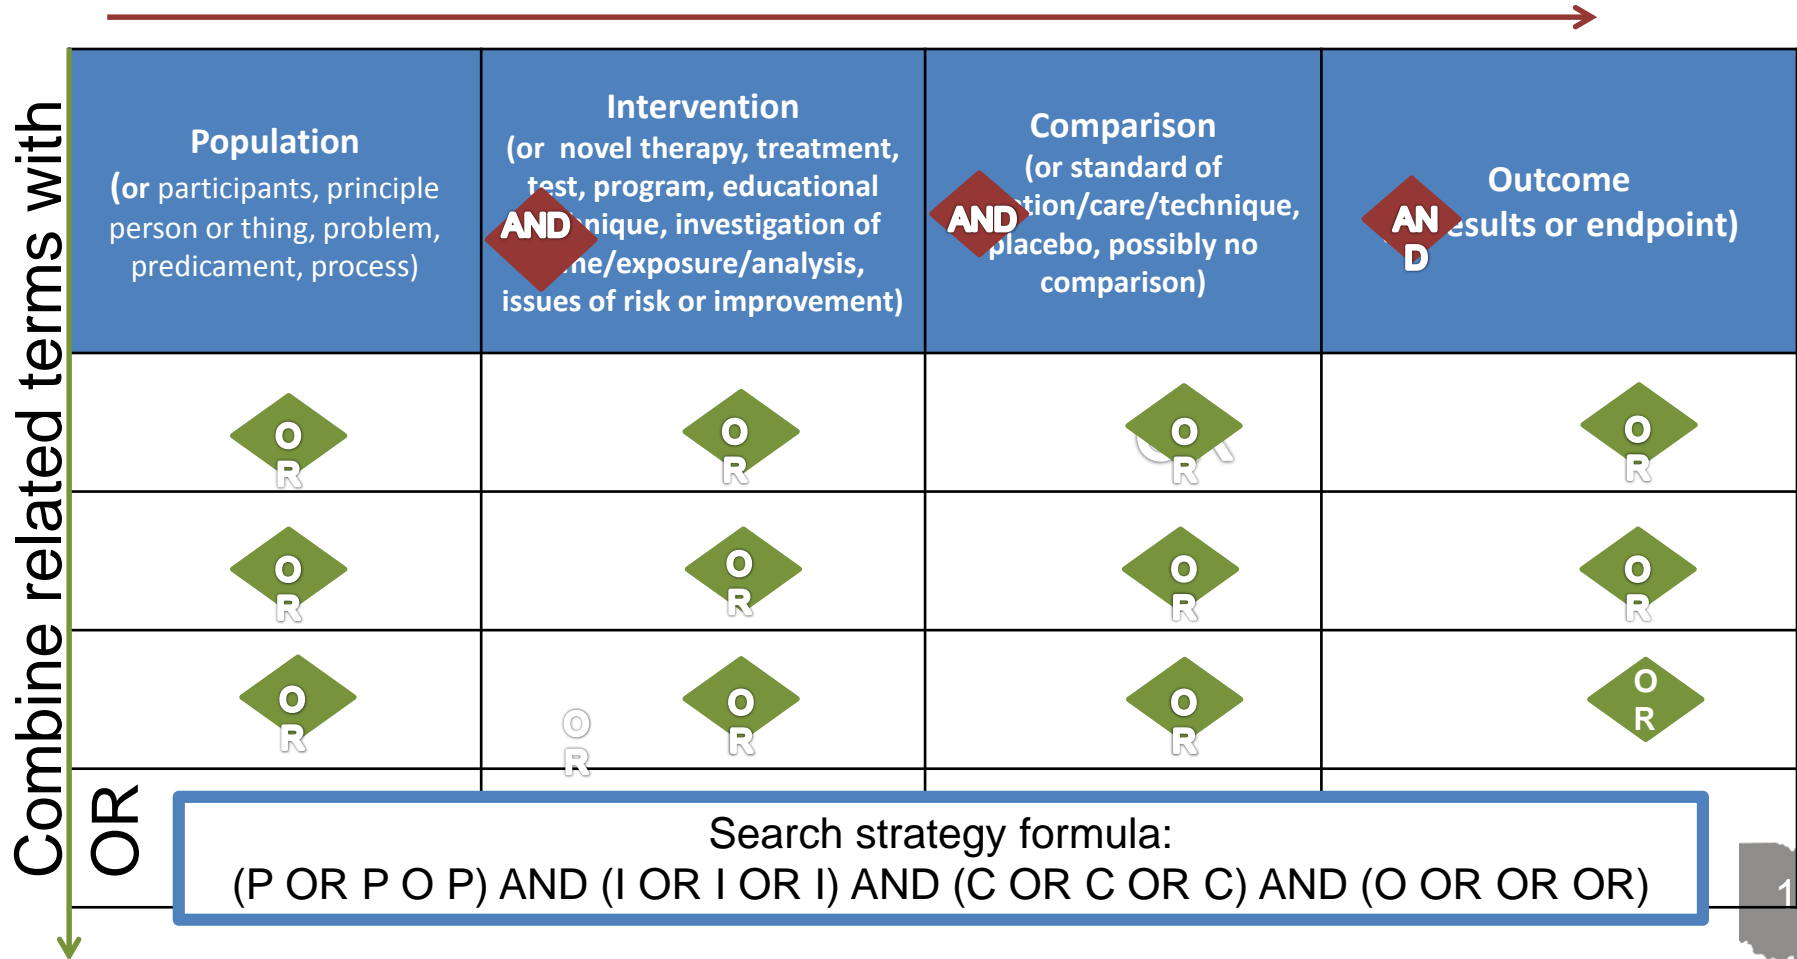 Combine related terms with
OR
Population
(or participants, principle
person or thing, problem,
predicament, process)
Intervention
(or novel therapy, treatment,
test, program, educational
nique, investigation of
me/exposure/analysis,
issues of risk or improvement)
AND
Comparison
(or standard of
tion/care/technique,
placebo, possibly no
comparison)
AND
Outcome
esults or endpoint)
AN
D
O
R
O
R
OR
O
R
O
R
O
R
O
R
O
R
O
R
O
R
O
R
O
R
O
R
O
R
Search strategy formula:
(P OR P O P) AND (I OR I OR I) AND (C OR C OR C) AND (O OR OR OR)
1